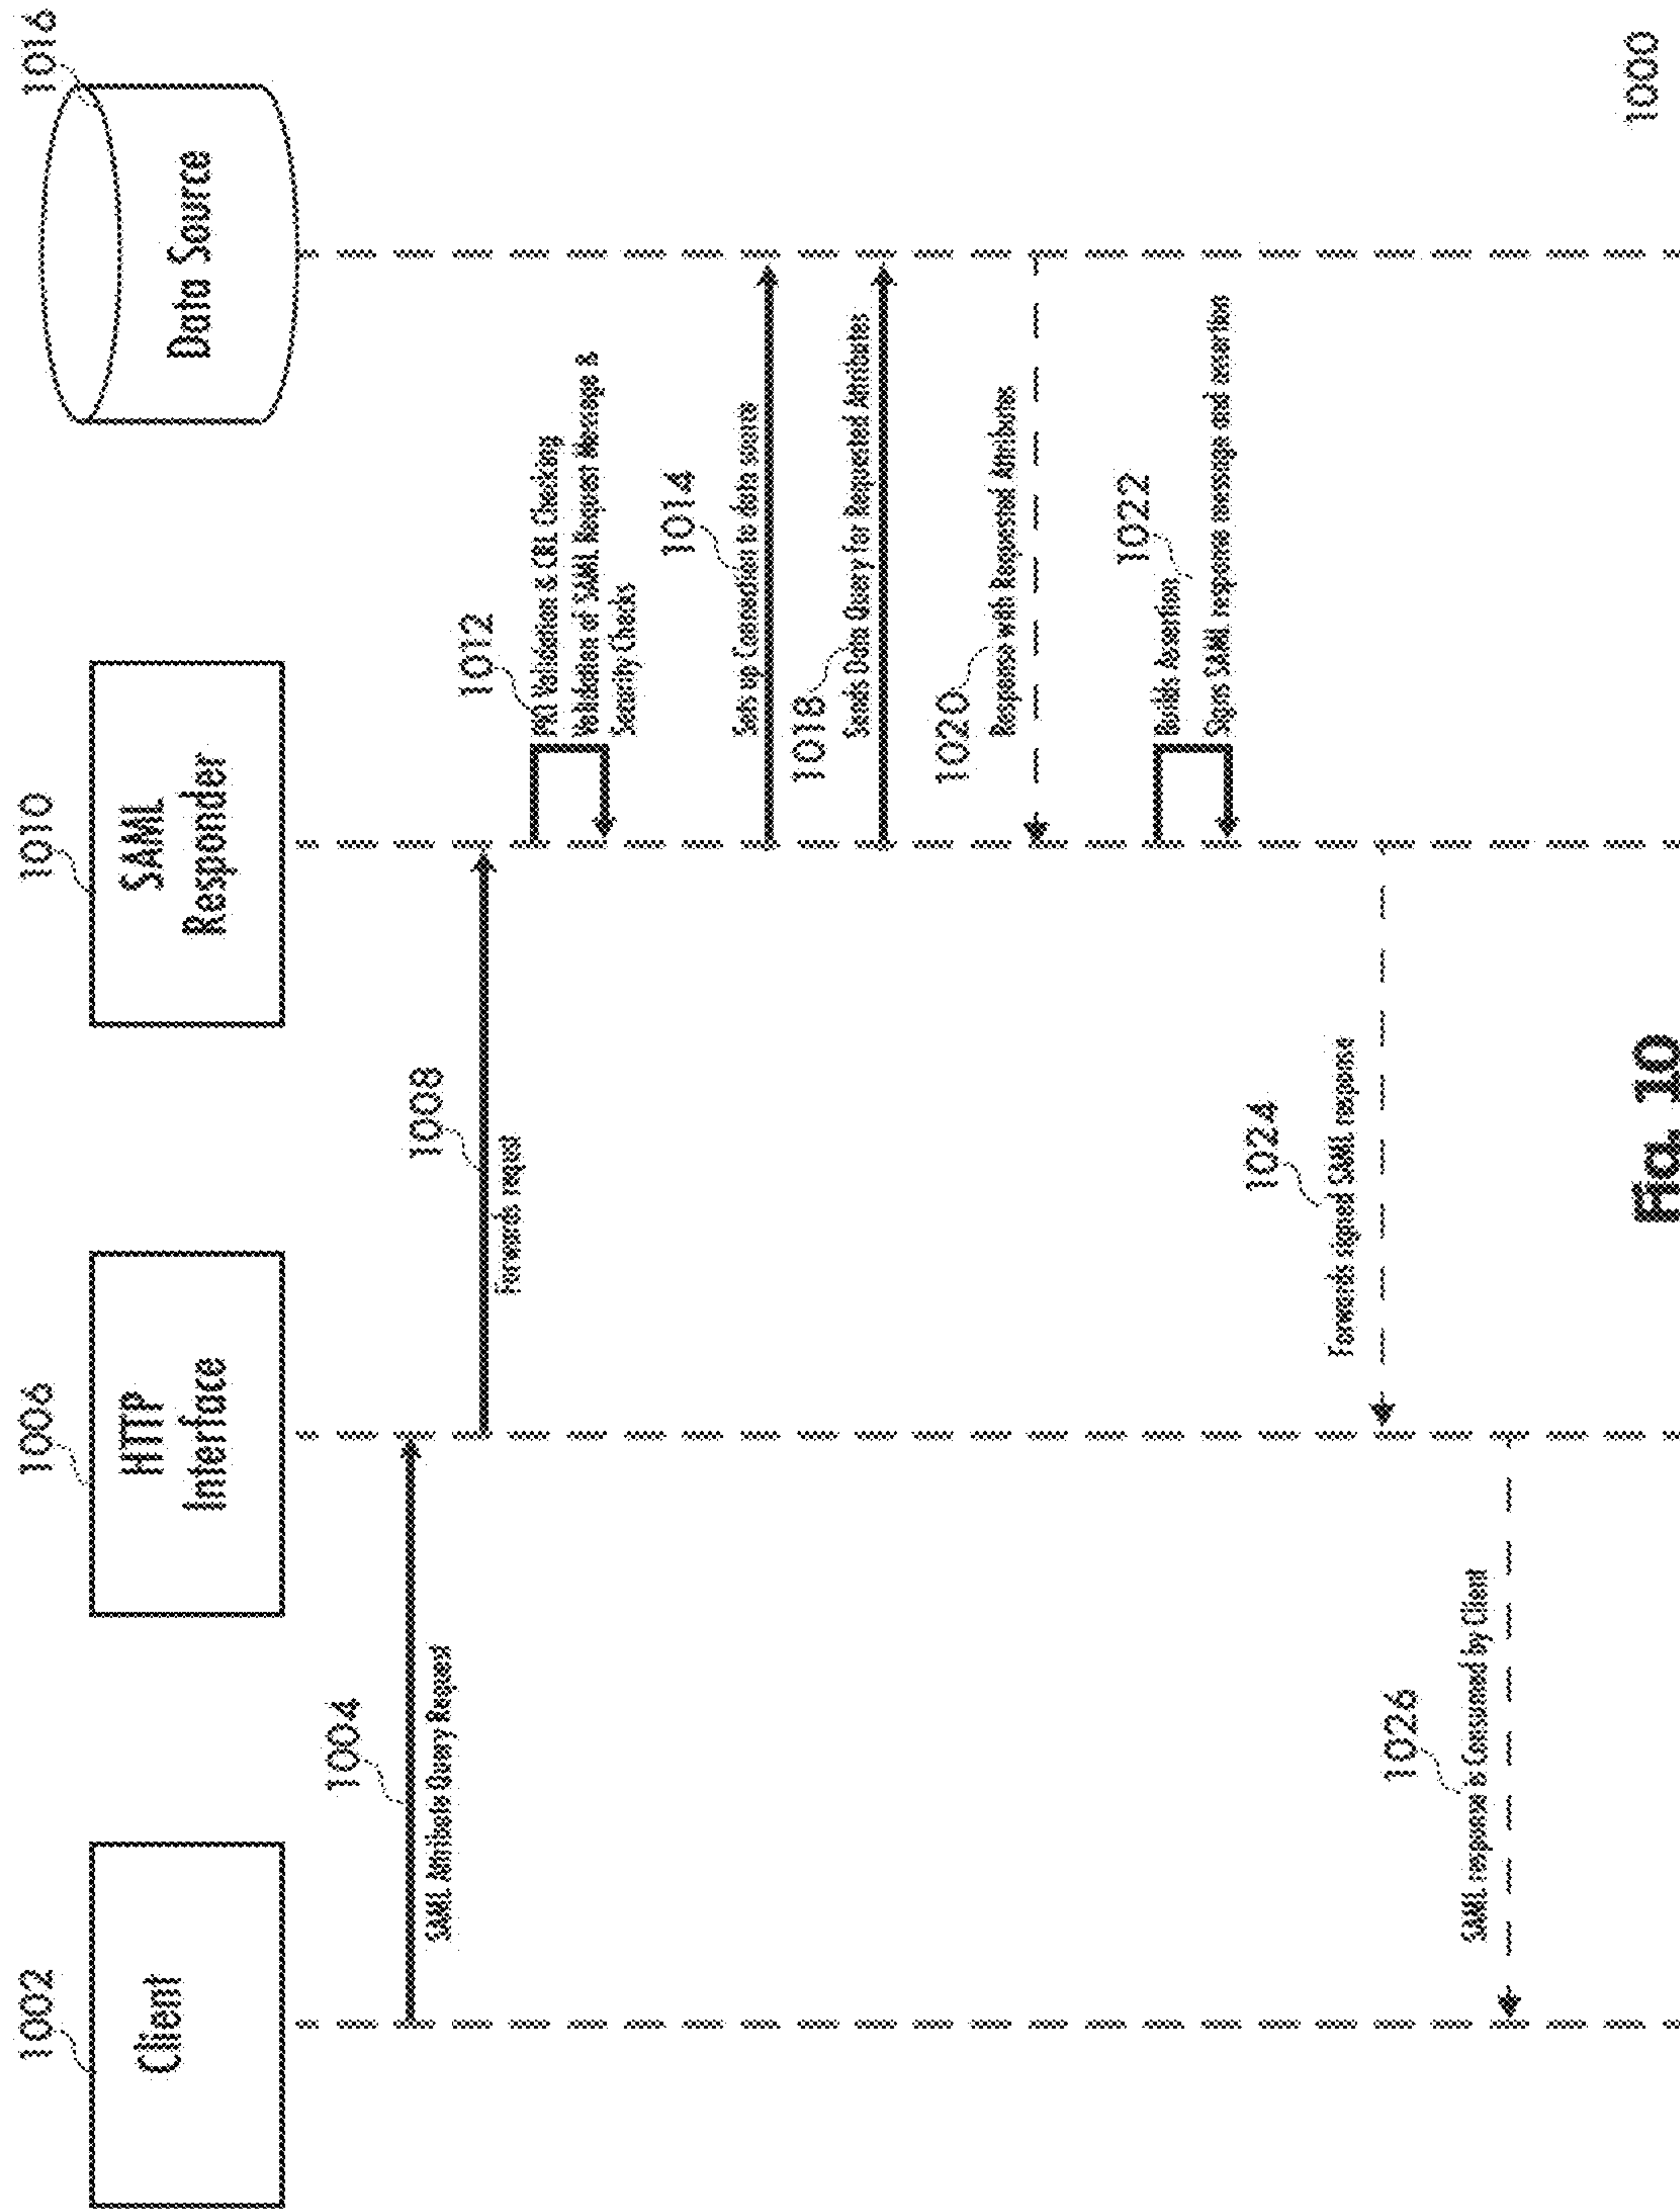 1002
Client
1006
HTTP
Interface
1010
SAML
Responder
1016
Data Source
1004
SAML Attribute Query Request
1008
Forwards requst
1012
PKI Validation & CRL Checking
Validation of SAML Request Message &
Security Checks
1014
Sets up Connection to data source
1018
Sends Data Query for Requested Attributes
1020
Response with Requested Attributes
1022
Builds Assertion
Signs SAML response message and assertion
1024
Forwards signed SAML response
1026
SAML response is Consumed by Client
Fig. 10
1000